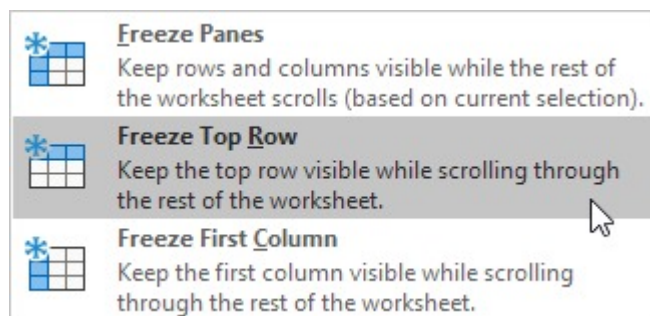 Freeze Panes
Keep rows and columns visible while the rest of
the worksheet scrolls (based on current selection).
Freeze Top Row
Keep the top row visible while scrolling through
the rest of the worksheet.
Freeze First Column
Keep the first column visible while scrolling
through the rest of the worksheet.